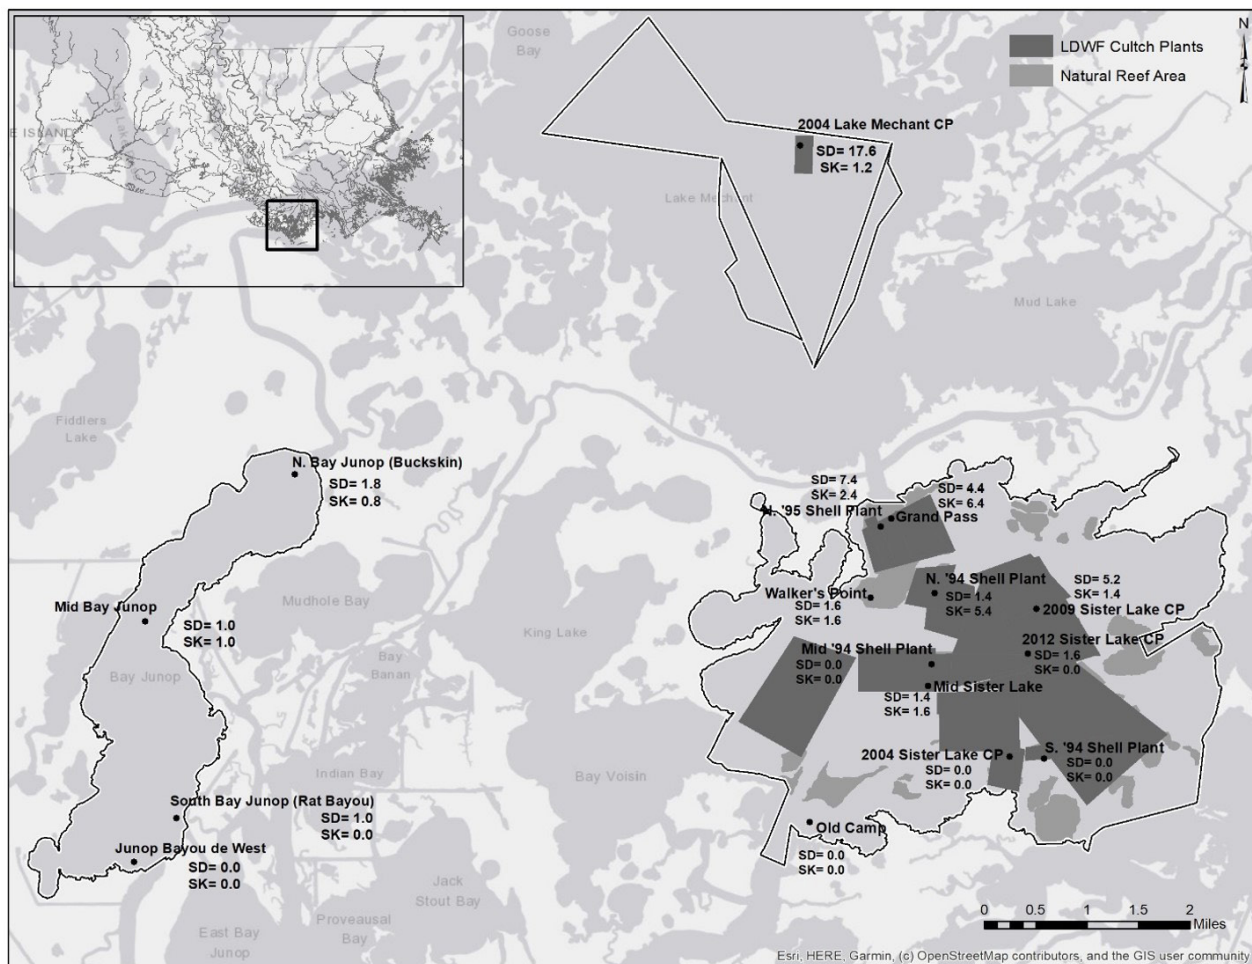 Goose
Bay
N
LDWF Cultch Plants
Natural Reef Area
E ISLAND
Lake
2004 Lake Mechant CP
SD= 17.6
SK= 1.2
Lake Mechant
Mud Lake
Fiddlers
Lake
N. Bay Junop (Buckskin)
SD= 1.8
SK= 0.8
SD= 7.4
SK= 2.4
N. '95 Shell Plant
SD= 4.4
SK= 6.4
Grand Pass
Mid Bay Junop
SD= 1.0
SK= 1.0
Mudhole Bay
King Lake
Walker's Point
SD= 1.6
SK= 1.6
N. '94 Shell Plant
SD= 1.4
SK= 5.4
SD= 5.2
SK= 1.4
2009 Sister Lake CP
2012 Sister Lake CP
SD= 1.6
SK= 0.0
Bay Junop
Bay
Banan
Mid '94 Shell Plant
SD= 0.0
SK= 0.0
Mid Sister Lake
SD= 1.4
SK= 1.6
Indian Bay
Bay Voisin
2004 Sister Lake CP
SD= 0.0
SK= 0.0
S. '94 Shell Plant
SD= 0.0
SK= 0.0
South Bay Junop (Rat Bayou)
SD= 1.0
SK= 0.0
Old Camp
SD= 0.0
SK= 0.0
Junop Bayou de West
SD= 0.0
SK= 0.0
Jack
Stout Bay
East Bay
Junop
Proveausal
Bay
0 0.5 1 1.5 2
Miles
Esri, HERE, Garmin, (c) OpenStreetMap contributors, and the GIS user community